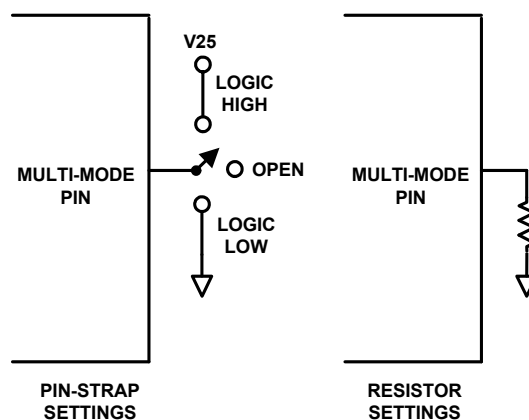 V25
LOGIC
HIGH
MULTI-MODE
PIN
OPEN
LOGIC
LOW
PIN-STRAP
SETTINGS
MULTI-MODE
PIN
RESISTOR
SETTINGS